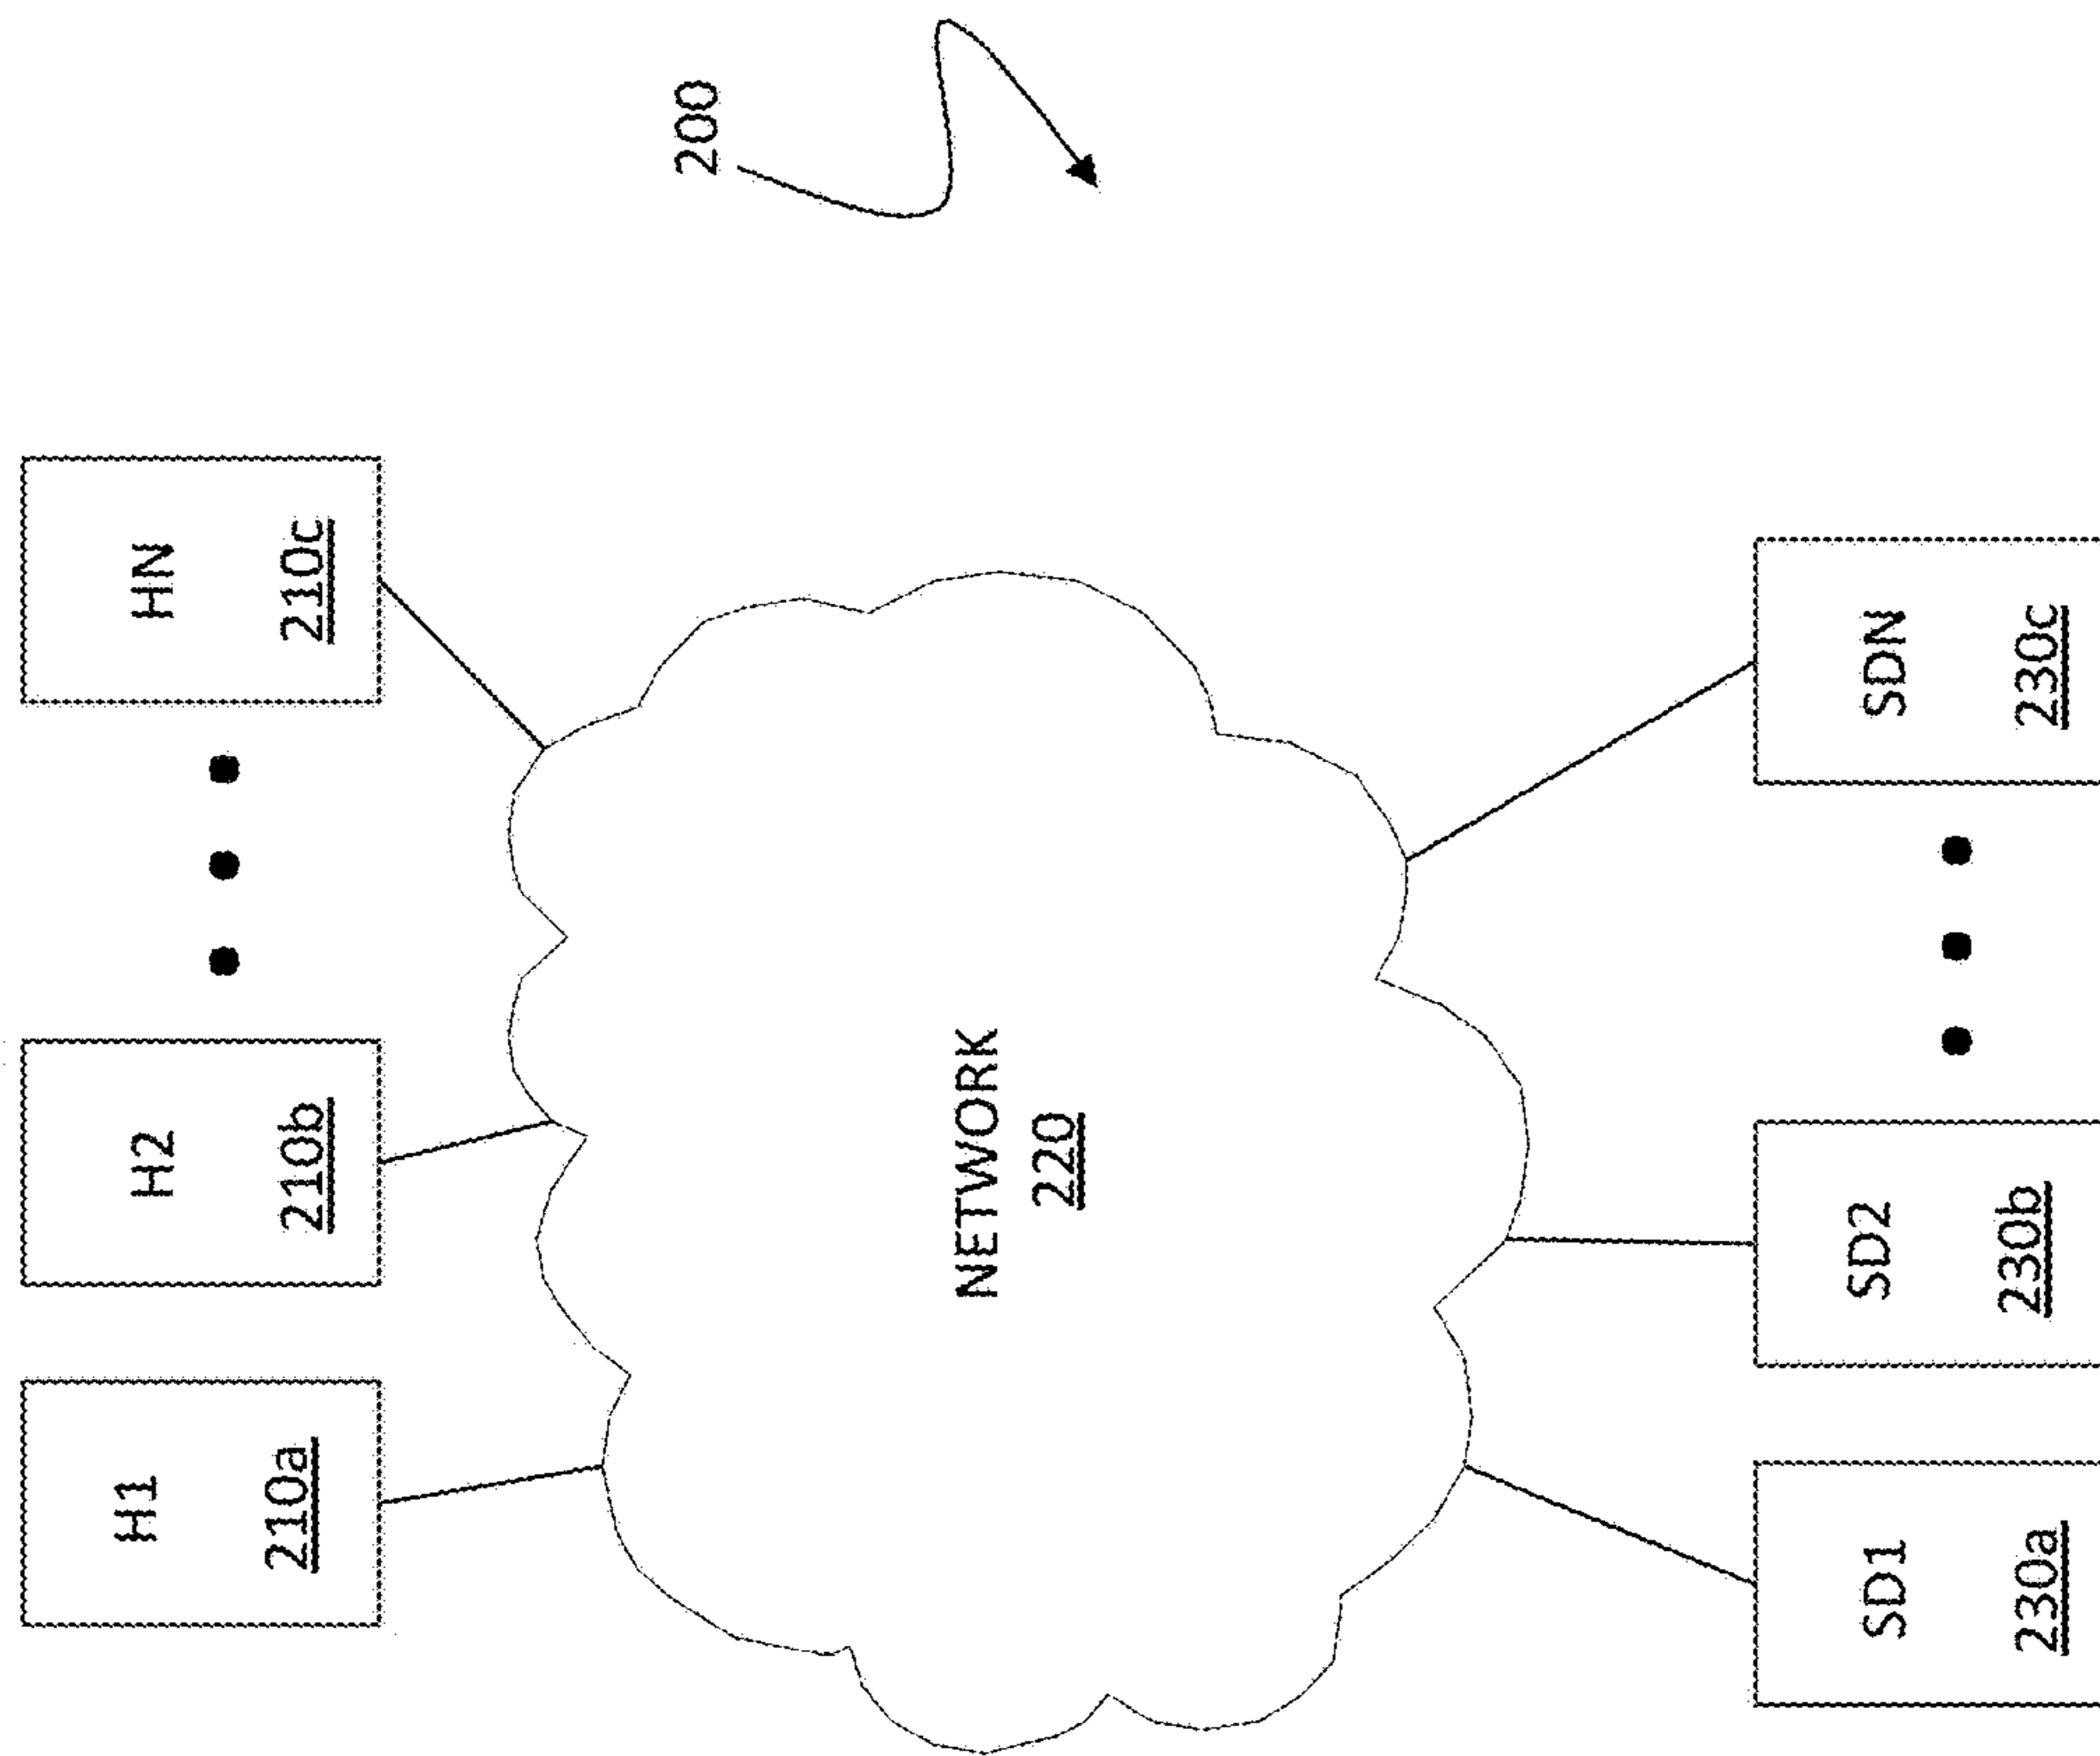 200
H1
210a
H2
210b
HN
210c
NETWORK
220
SD1
230a
SD2
230b
SDN
230c